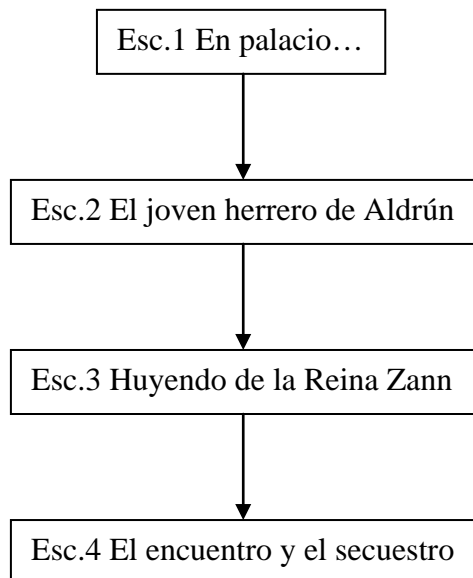 Esc.1 En palacio…
Esc.2 El joven herrero de Aldrún
Esc.3 Huyendo de la Reina Zann
Esc.4 El encuentro y el secuestro